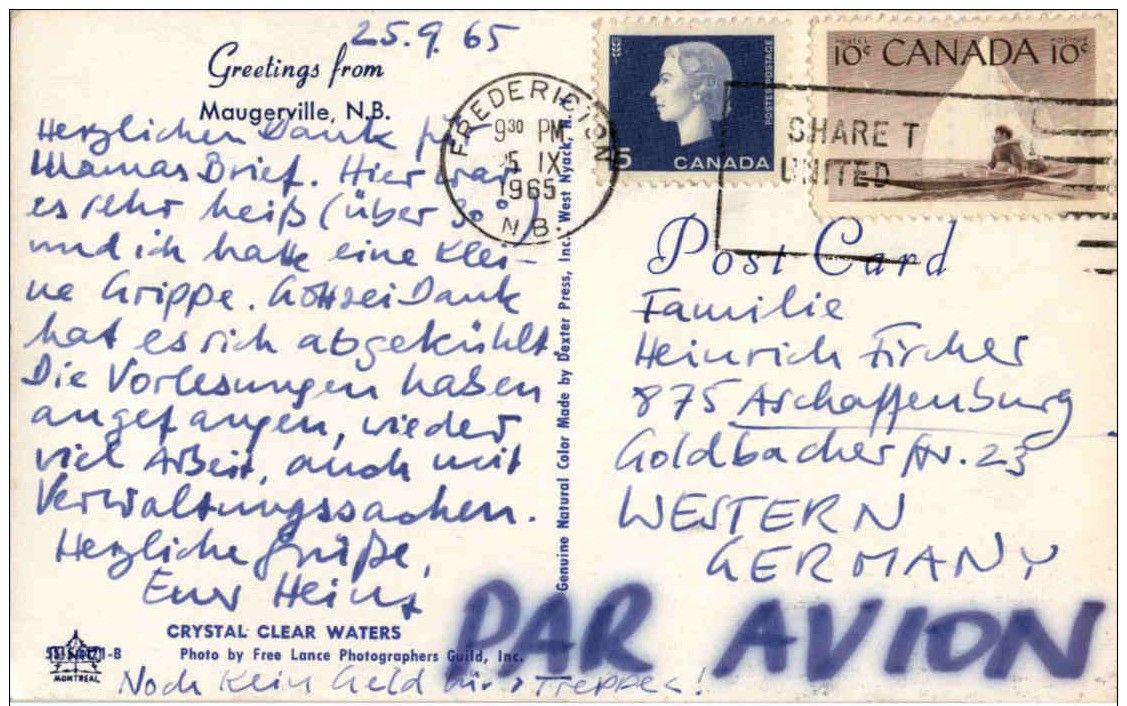 25.9.65
Greetings from
Maugerville, N.B.
Herzlichen Dank für
Mamas Brief. Hier war
es sehr heiß (über 30°)
und ich hatte eine klei-
ne Grippe. Gottsei Dank
hat es sich abgekühlt
Die Vorlesungen haben
angefangen, wieder
viel Arbeit, auch mit
Verwaltungssachen.
Herzliche Grüße,
Euer Heinz
CRYSTAL CLEAR WATERS
Photo by Free Lance Photographers Guild, Inc.
MONTREAL
Noch kein Geld
Genuine Natural Color Made by Dexter Press, Inc. West Nyack, N.Y.
FREDERICTON
9 30 PM
IX
1965
N.B.
5
CANADA
POSTES POSTAGE
10¢ CANADA 10¢
SHARE T
UNITED
Post Card
Familie
Heinrich Fischer
875 Aschaffenburg
Goldbacher Str. 23
WESTERN
GERMANY
PAR AVION